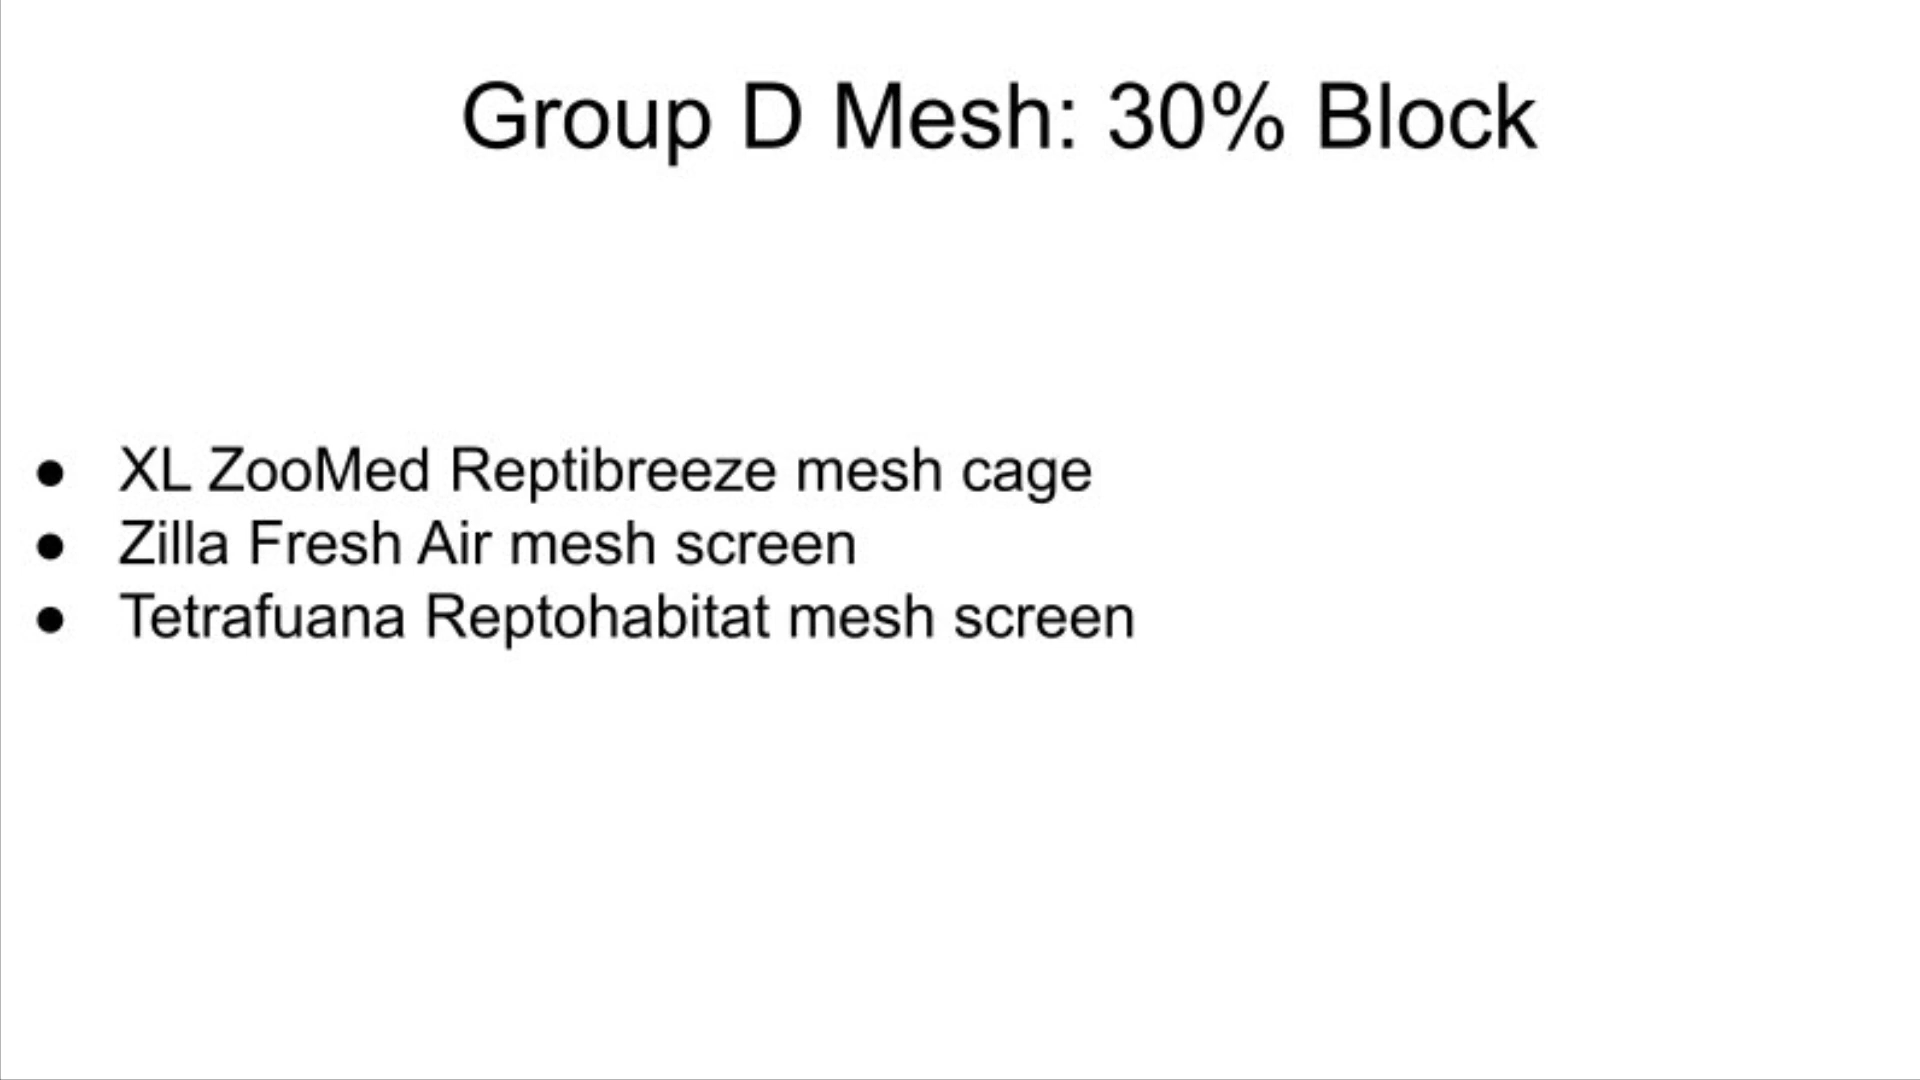 Group D Mesh: 30% Block
● XL ZooMed Reptibreeze mesh cage
● Zilla Fresh Air mesh screen
● Tetrafuana Reptohabitat mesh screen